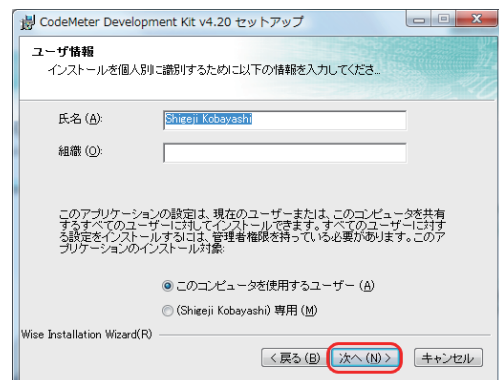 CodeMeter Development Kit v4.20 セットアップ
ユーザ情報
インストールを個人別に識別するために以下の情報を入力してくださ...
氏名 (A):
Shigeji Kobayashi
組織 (O):
このアプリケーションの設定は、現在のユーザーまたは、このコンピュータを共有
するすべてのユーザーに対してインストールできます。すべてのユーザーに対す
る設定をインストールするには、管理者権限を持っている必要があります。このア
プリケーションのインストール対象:
このコンピュータを使用するユーザー (A)
(Shigeji Kobayashi) 専用 (M)
Wise Installation Wizard(R)
< 戻る (B)
次へ (N) >
キャンセル